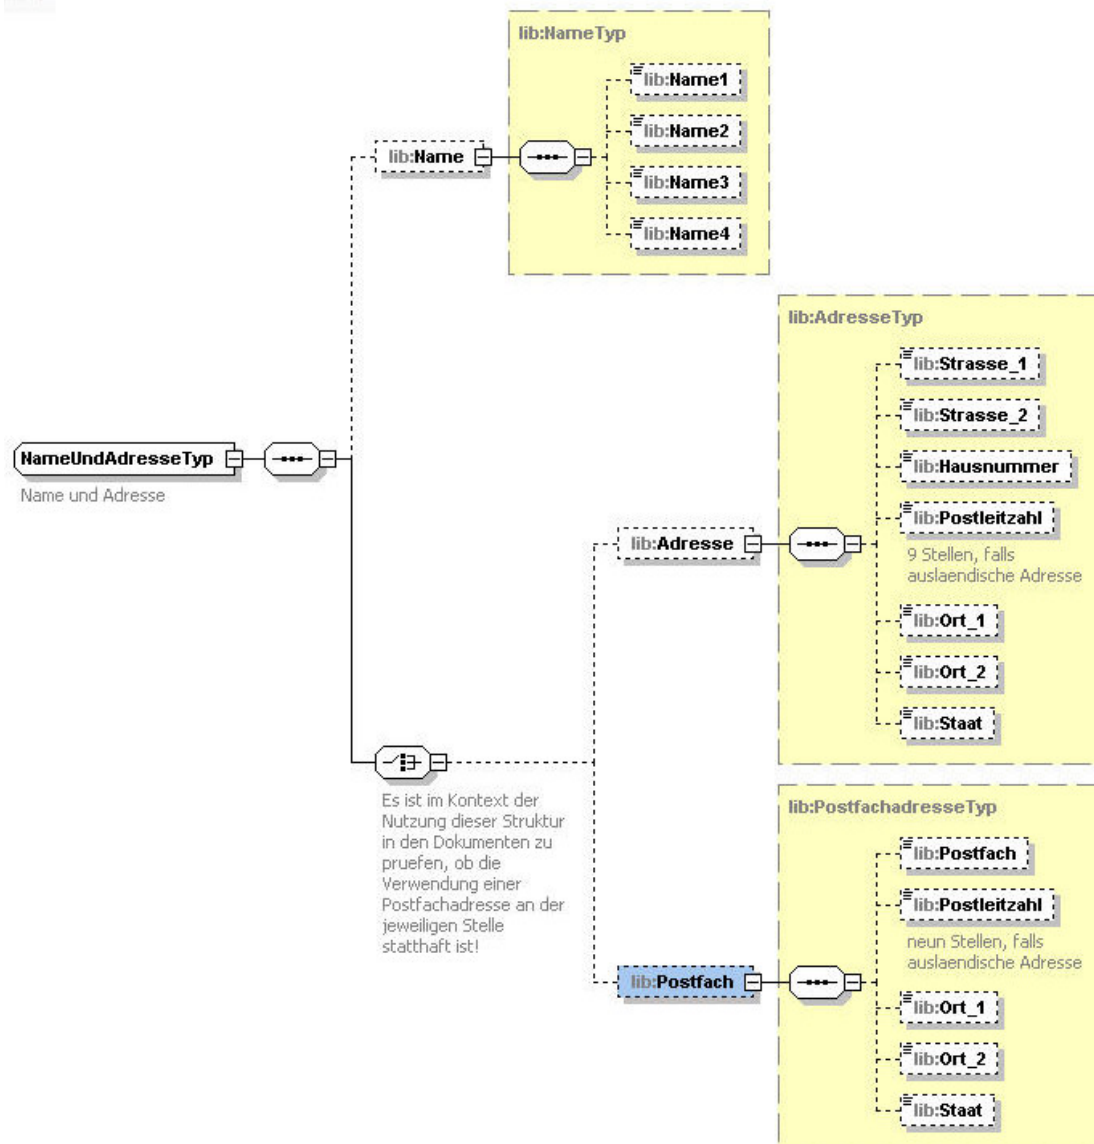 lib:NameTyp
lib:Name1
lib:Name2
lib:Name
lib:Name3
lib:Name4
lib:AdresseTyp
lib:Strasse_1
lib:Strasse_2
NameUndAdresseTyp
Name und Adresse
lib:Hausnummer
lib:Postleitzahl
lib:Adresse
9 Stellen, falls
auslaendische Adresse
lib:Ort_1
lib:Ort_2
lib:Staat
Es ist im Kontext der
Nutzung dieser Struktur
in den Dokumenten zu
pruefen, ob die
Verwendung einer
Postfachadresse an der
jeweiligen Stelle
statthaft ist!
lib:PostfachadresseTyp
lib:Postfach
lib:Postleitzahl
neun Stellen, falls
auslaendische Adresse
lib:Postfach
lib:Ort_1
lib:Ort_2
lib:Staat